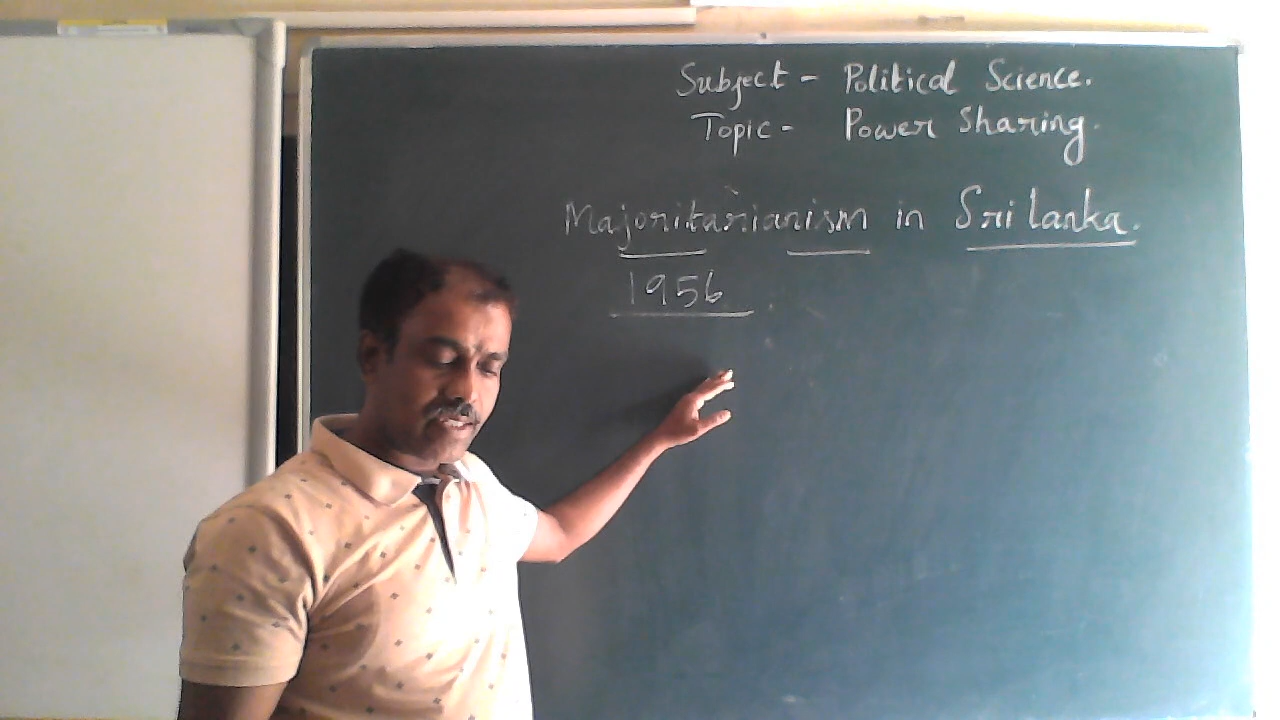 Subject - Political Science.
Topic - Power Sharing.
Majoritarianism in Sri Lanka.
1956